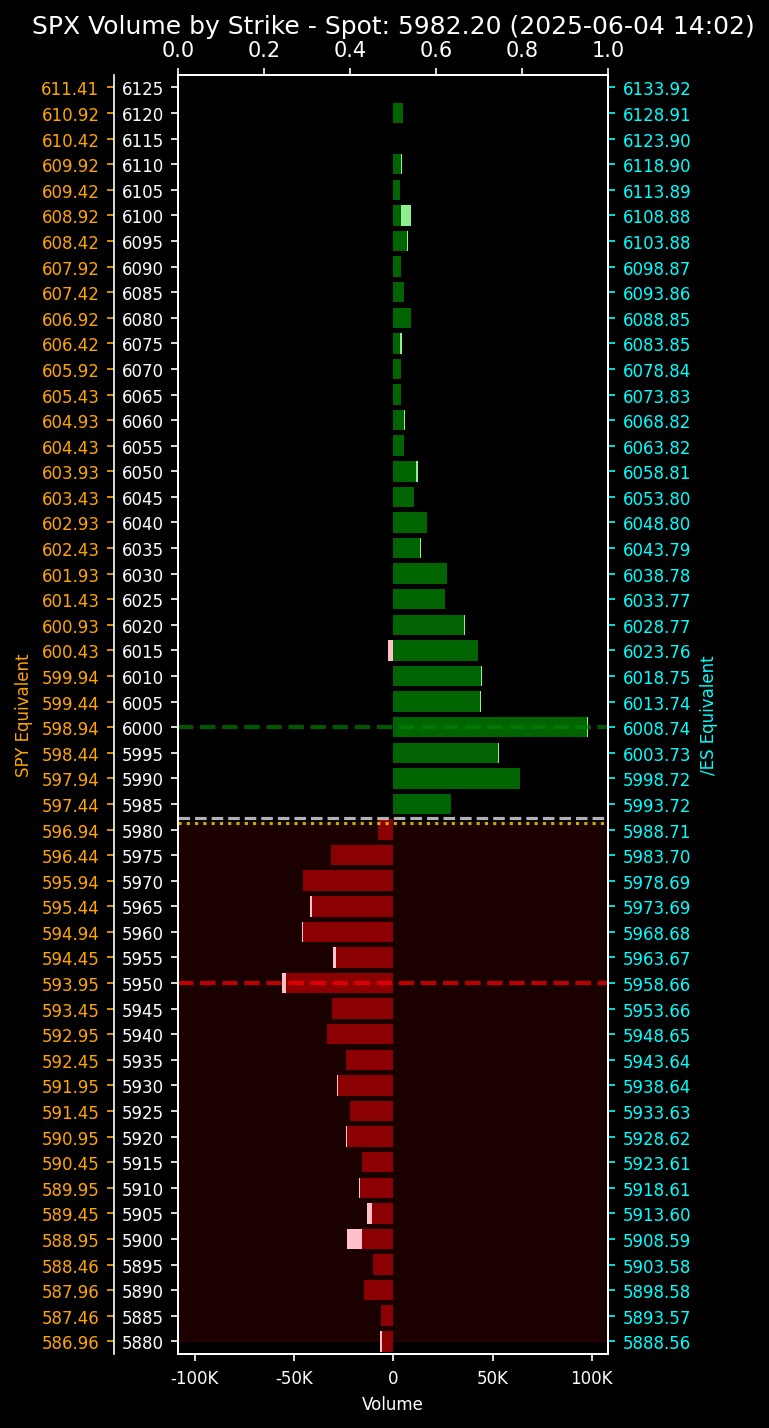 SPX Volume by Strike - Spot: 5982.20 (2025-06-04 14:02)
0.0 0.2 0.4 0.6 0.8 1.0
611.41 6125 6133.92
610.92 6120 6128.91
610.42 6115 6123.90
609.92 6110 6118.90
609.42 6105 6113.89
608.92 6100 6108.88
608.42 6095 6103.88
607.92 6090 6098.87
607.42 6085 6093.86
606.92 6080 6088.85
606.42 6075 6083.85
605.92 6070 6078.84
605.43 6065 6073.83
604.93 6060 6068.82
604.43 6055 6063.82
603.93 6050 6058.81
603.43 6045 6053.80
602.93 6040 6048.80
602.43 6035 6043.79
601.93 6030 6038.78
601.43 6025 6033.77
600.93 6020 6028.77
600.43 6015 6023.76
599.94 6010 6018.75
599.44 6005 6013.74
598.94 6000 6008.74
598.44 5995 6003.73
597.94 5990 5998.72
597.44 5985 5993.72
596.94 5980 5988.71
596.44 5975 5983.70
595.94 5970 5978.69
595.44 5965 5973.69
594.94 5960 5968.68
594.45 5955 5963.67
593.95 5950 5958.66
593.45 5945 5953.66
592.95 5940 5948.65
592.45 5935 5943.64
591.95 5930 5938.64
591.45 5925 5933.63
590.95 5920 5928.62
590.45 5915 5923.61
589.95 5910 5918.61
589.45 5905 5913.60
588.95 5900 5908.59
588.46 5895 5903.58
587.96 5890 5898.58
587.46 5885 5893.57
586.96 5880 5888.56
SPY Equivalent
/ES Equivalent
-100K -50K 0 50K 100K
Volume